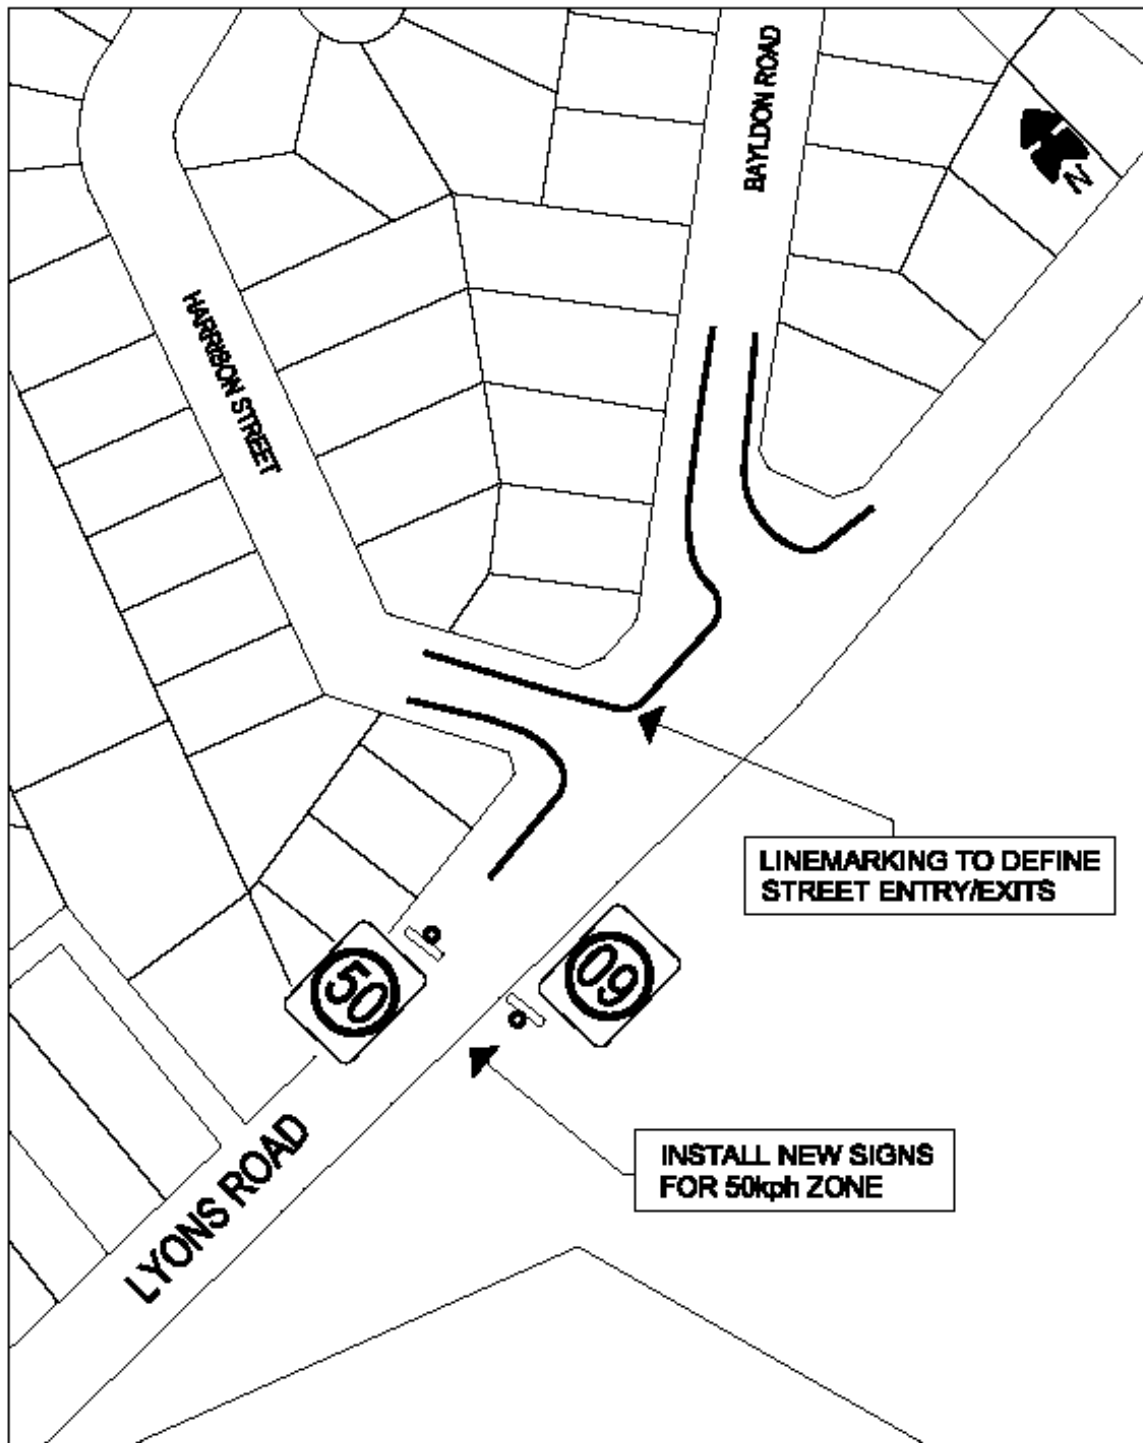 BAYLDON ROAD
N
HARRISON STREET
LINEMARKING TO DEFINE
STREET ENTRY/EXITS
50
60
INSTALL NEW SIGNS
FOR 50kph ZONE
LYONS ROAD